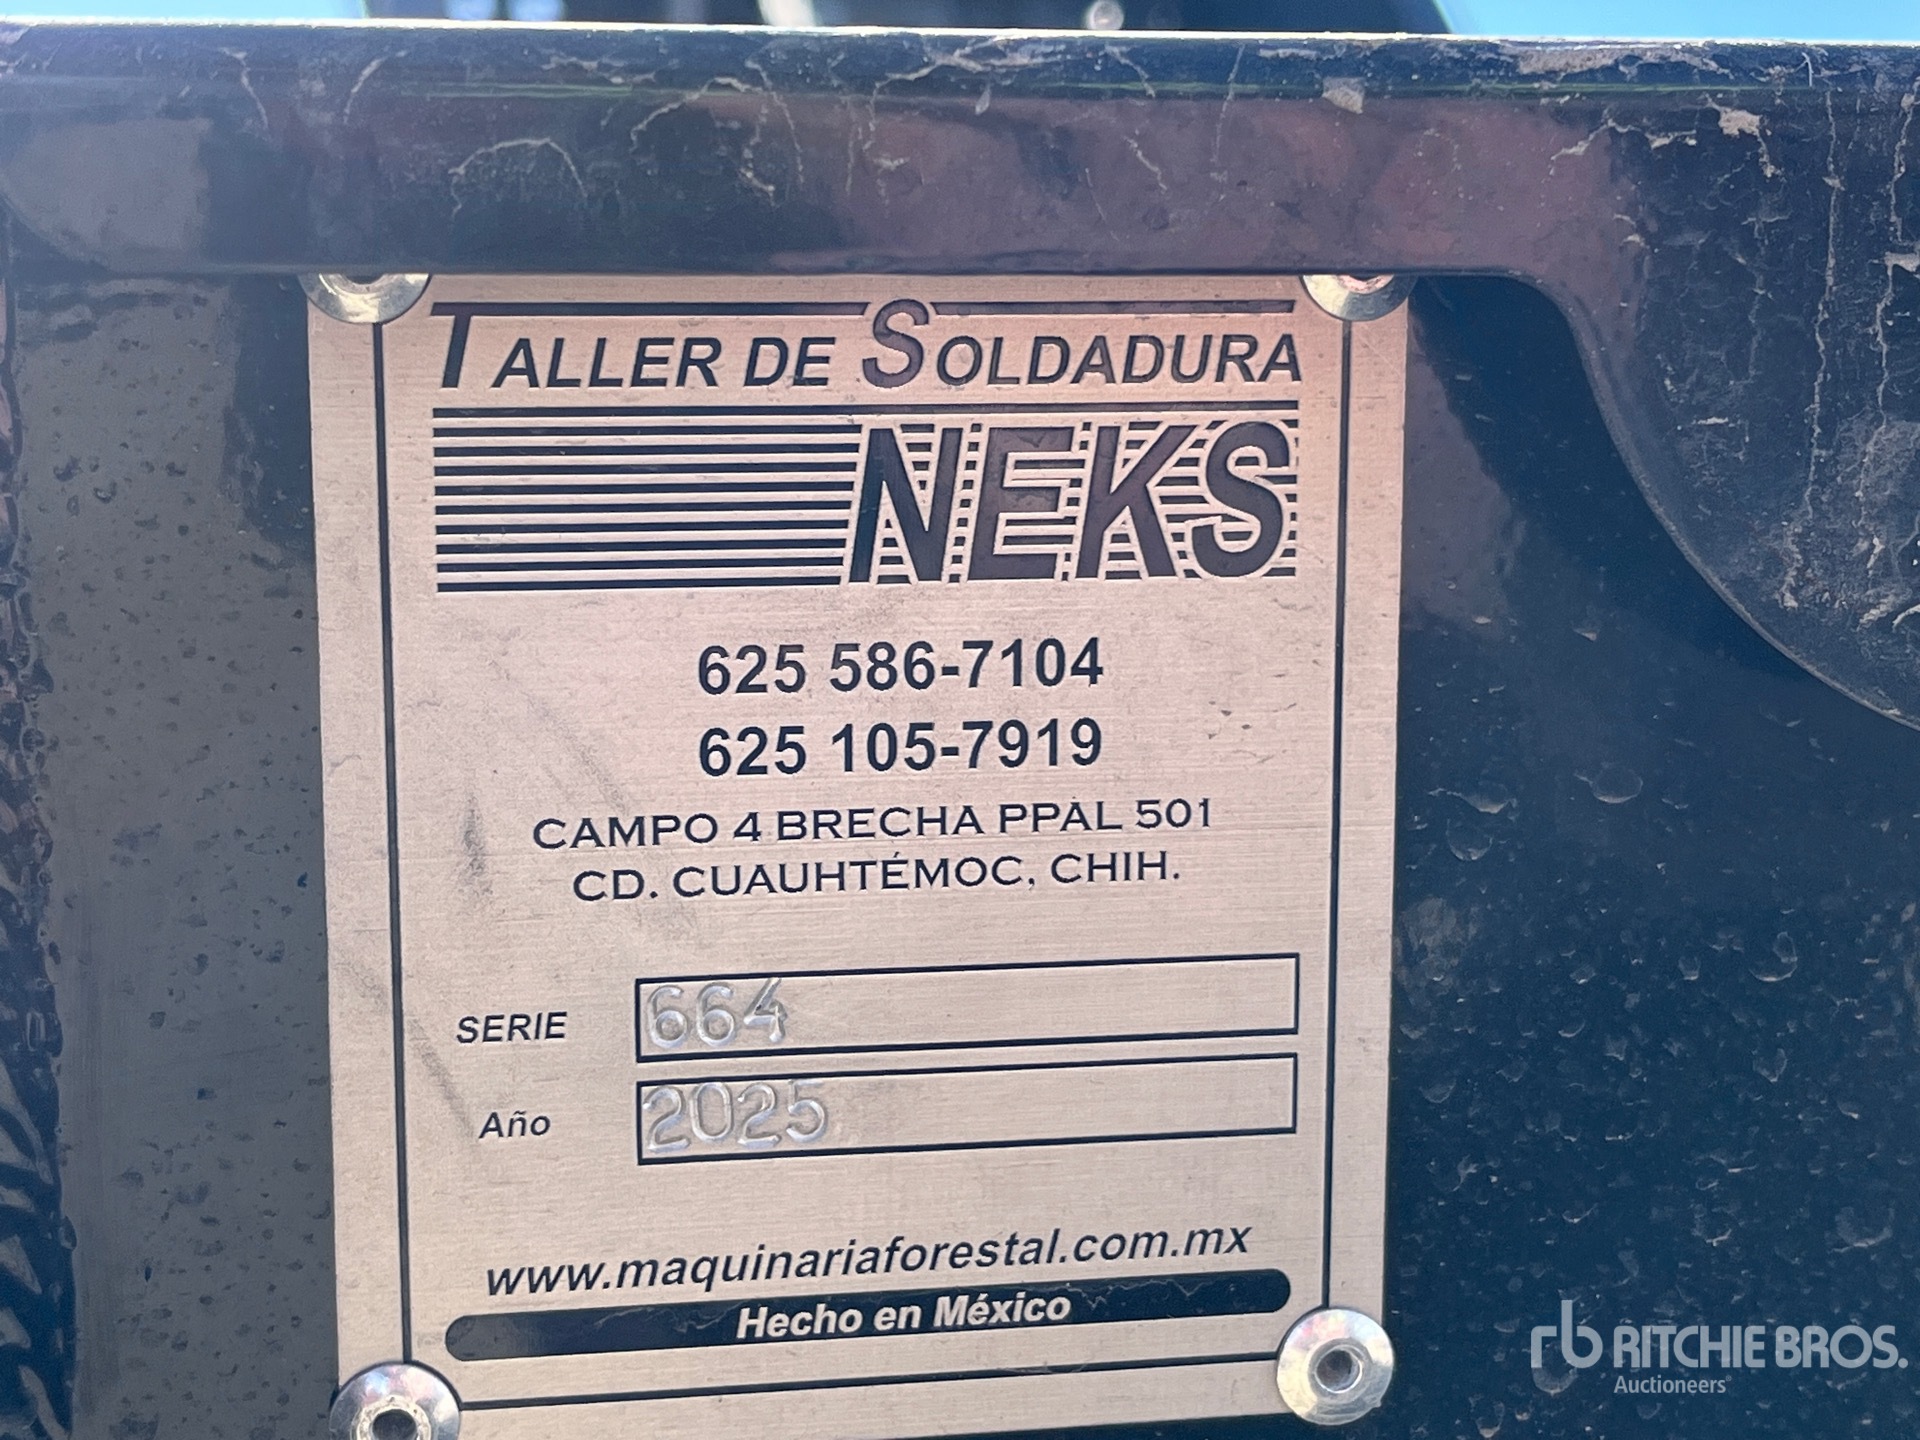 TALLER DE SOLDADURA
NEKS
625 586-7104
625 105-7919
CAMPO 4 BRECHA PPAL 501
CD. CUAUHTÉMOC, CHIH.
SERIE 664
Año 2025
www.maquinariaforestal.com.mx
Hecho en México
rb RITCHIE BROS.
Auctioneers